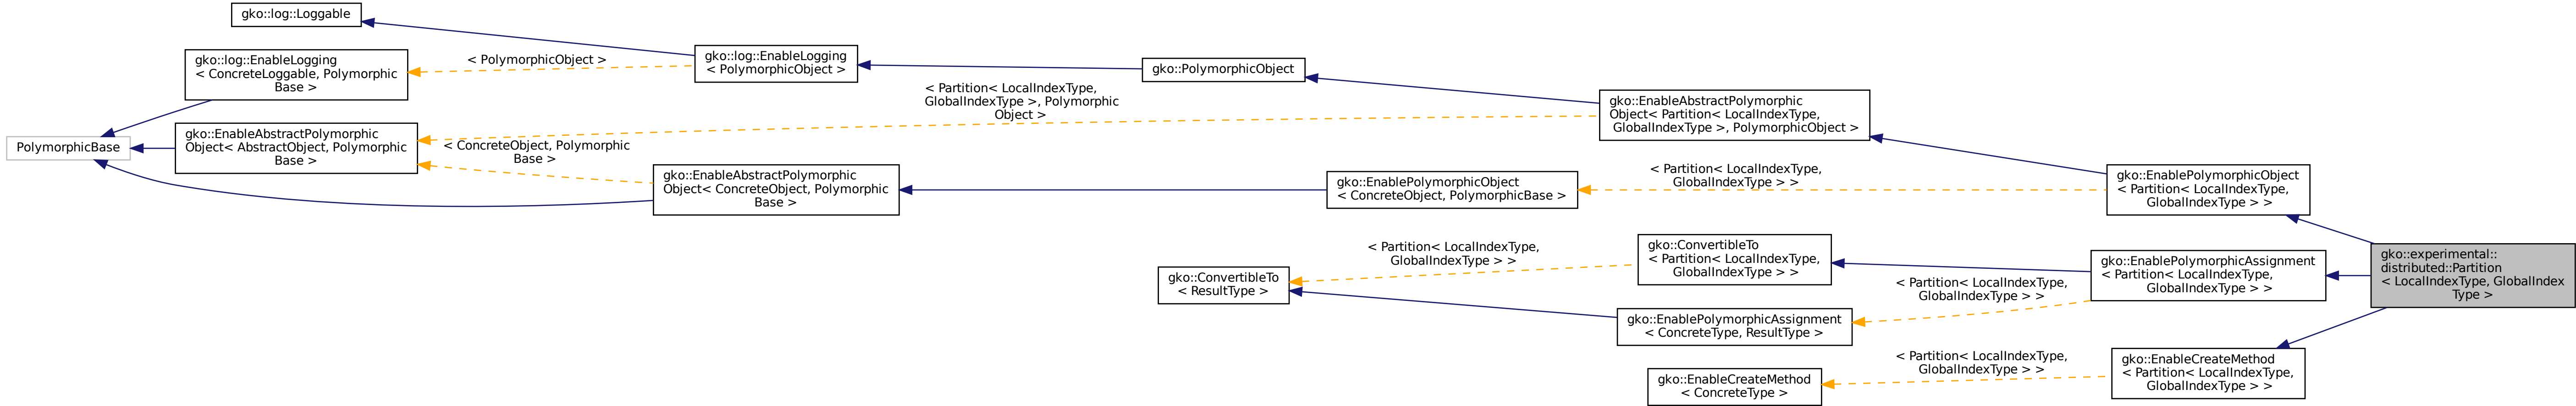 gko::log::Loggable
gko::log::EnableLogging
< ConcreteLoggable, Polymorphic
Base >
< PolymorphicObject >
gko::log::EnableLogging
< PolymorphicObject >
gko::PolymorphicObject
< Partition< LocalIndexType,
GlobalIndexType >, Polymorphic
Object >
gko::EnableAbstractPolymorphic
Object< Partition< LocalIndexType,
GlobalIndexType >, PolymorphicObject >
PolymorphicBase
gko::EnableAbstractPolymorphic
Object< AbstractObject, Polymorphic
Base >
< ConcreteObject, Polymorphic
Base >
gko::EnableAbstractPolymorphic
Object< ConcreteObject, Polymorphic
Base >
gko::EnablePolymorphicObject
< ConcreteObject, PolymorphicBase >
< Partition< LocalIndexType,
GlobalIndexType > >
gko::EnablePolymorphicObject
< Partition< LocalIndexType,
GlobalIndexType > >
gko::ConvertibleTo
< ResultType >
< Partition< LocalIndexType,
GlobalIndexType > >
gko::ConvertibleTo
< Partition< LocalIndexType,
GlobalIndexType > >
gko::EnablePolymorphicAssignment
< Partition< LocalIndexType,
GlobalIndexType > >
gko::experimental::
distributed::Partition
< LocalIndexType, GlobalIndex
Type >
< Partition< LocalIndexType,
GlobalIndexType > >
gko::EnablePolymorphicAssignment
< ConcreteType, ResultType >
< Partition< LocalIndexType,
GlobalIndexType > >
gko::EnableCreateMethod
< ConcreteType >
gko::EnableCreateMethod
< Partition< LocalIndexType,
GlobalIndexType > >